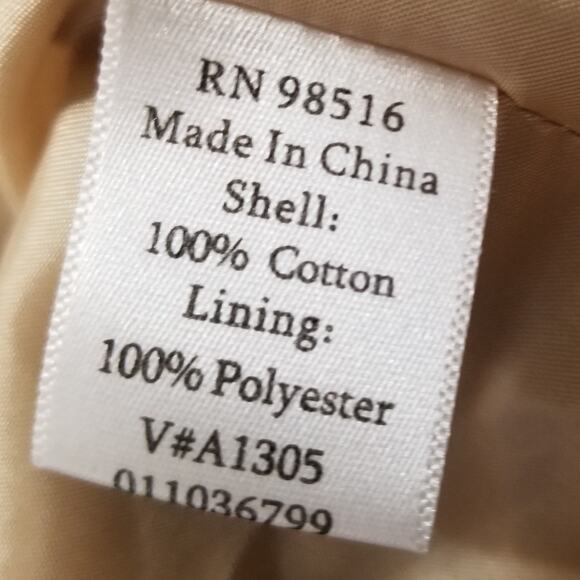 RN 98516
Made In China
Shell:
100% Cotton
Lining:
100% Polyester
V#A1305
011036799